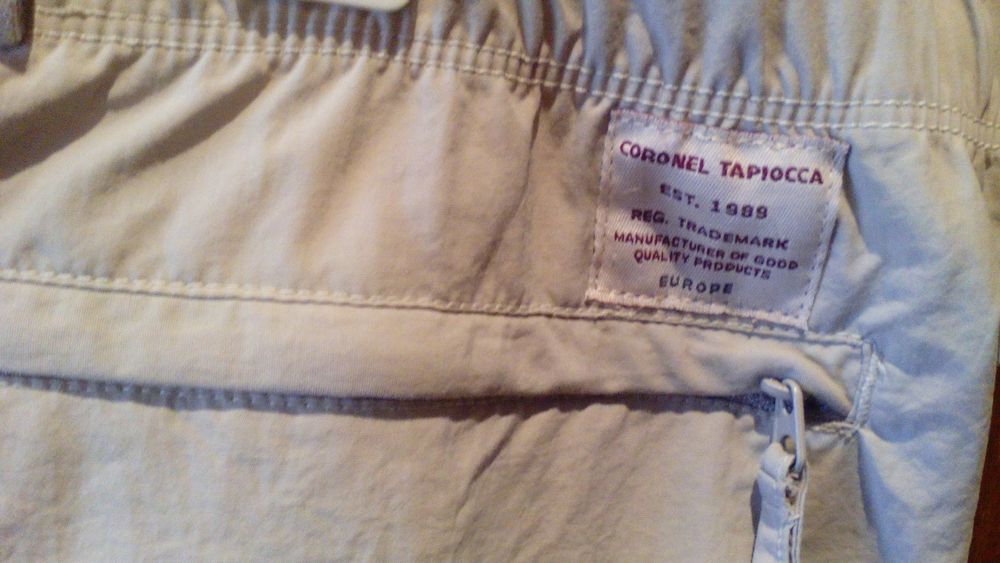 CORONEL TAPIOCCA
EST. 1989
REG. TRADEMARK
MANUFACTURER OF GOOD
QUALITY PRODUCTS
EUROPE